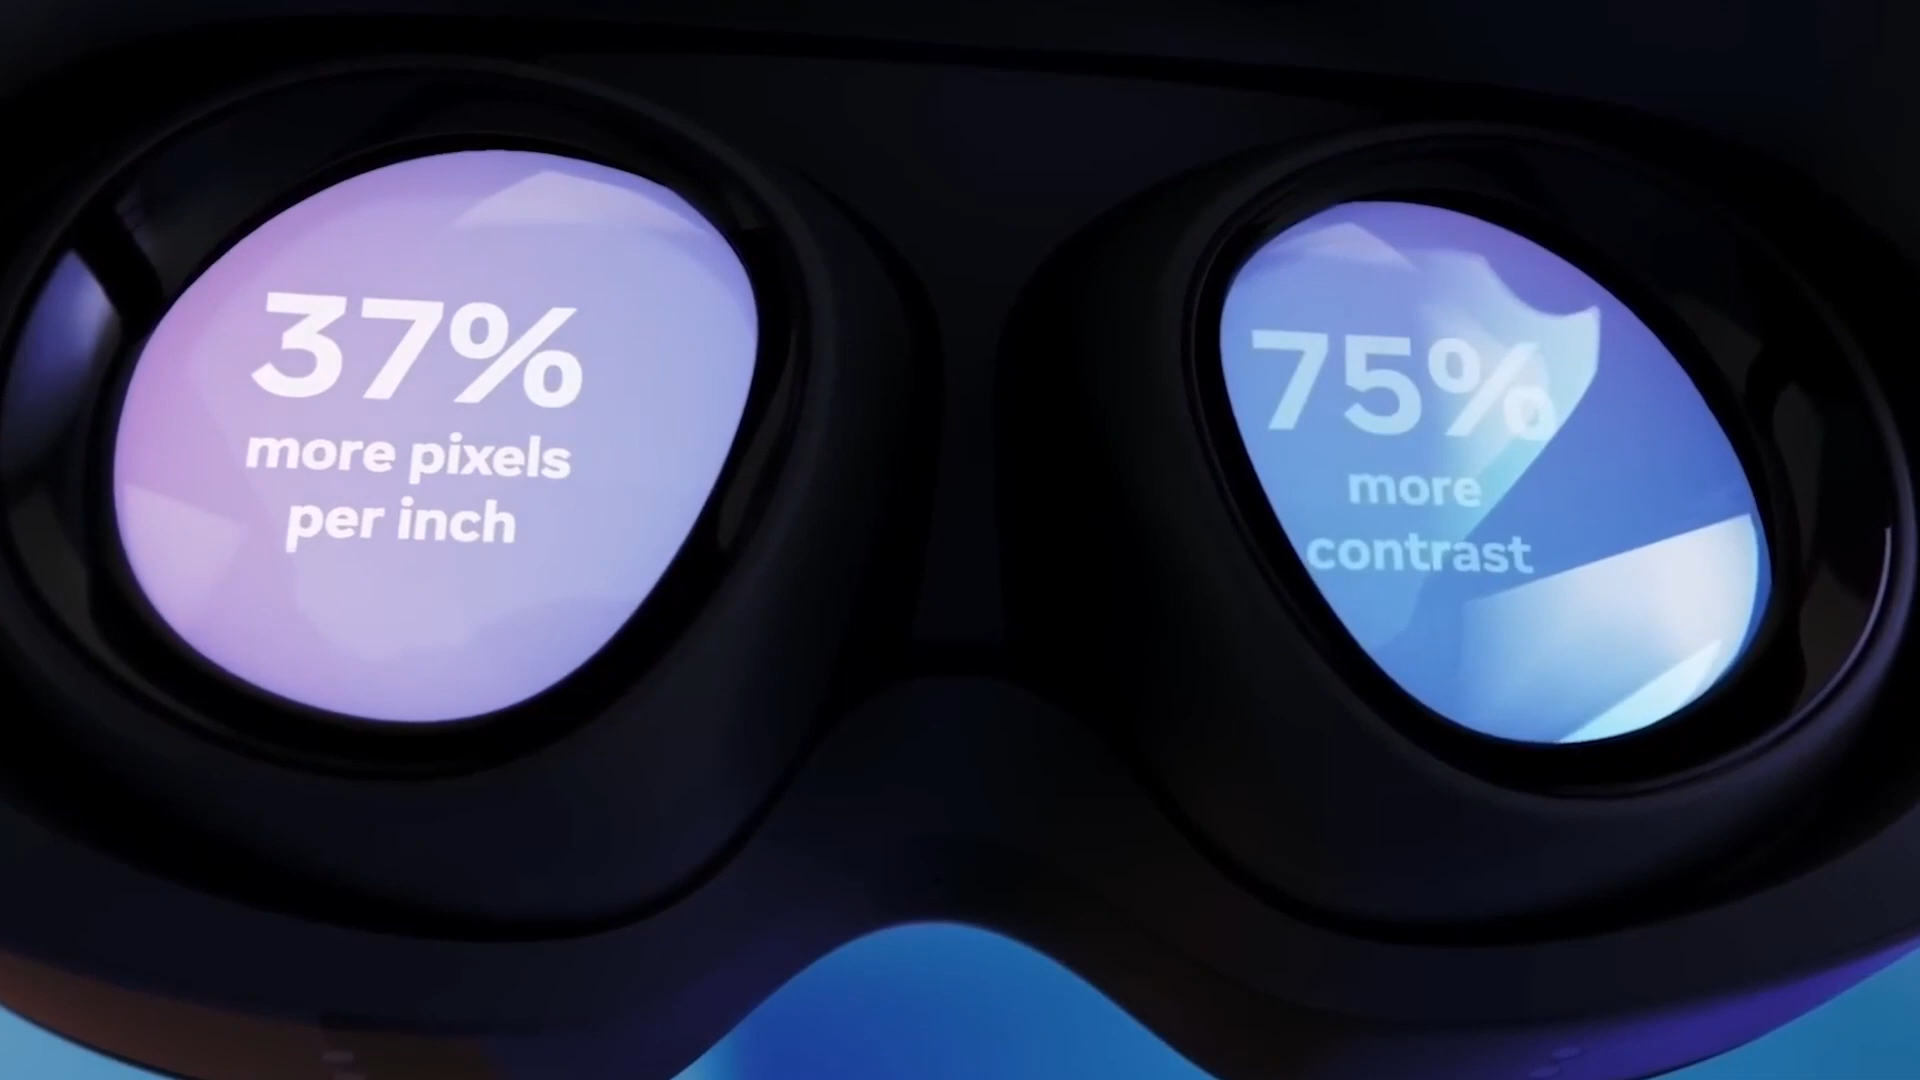 37%
more pixels
per inch
75%
more
contrast